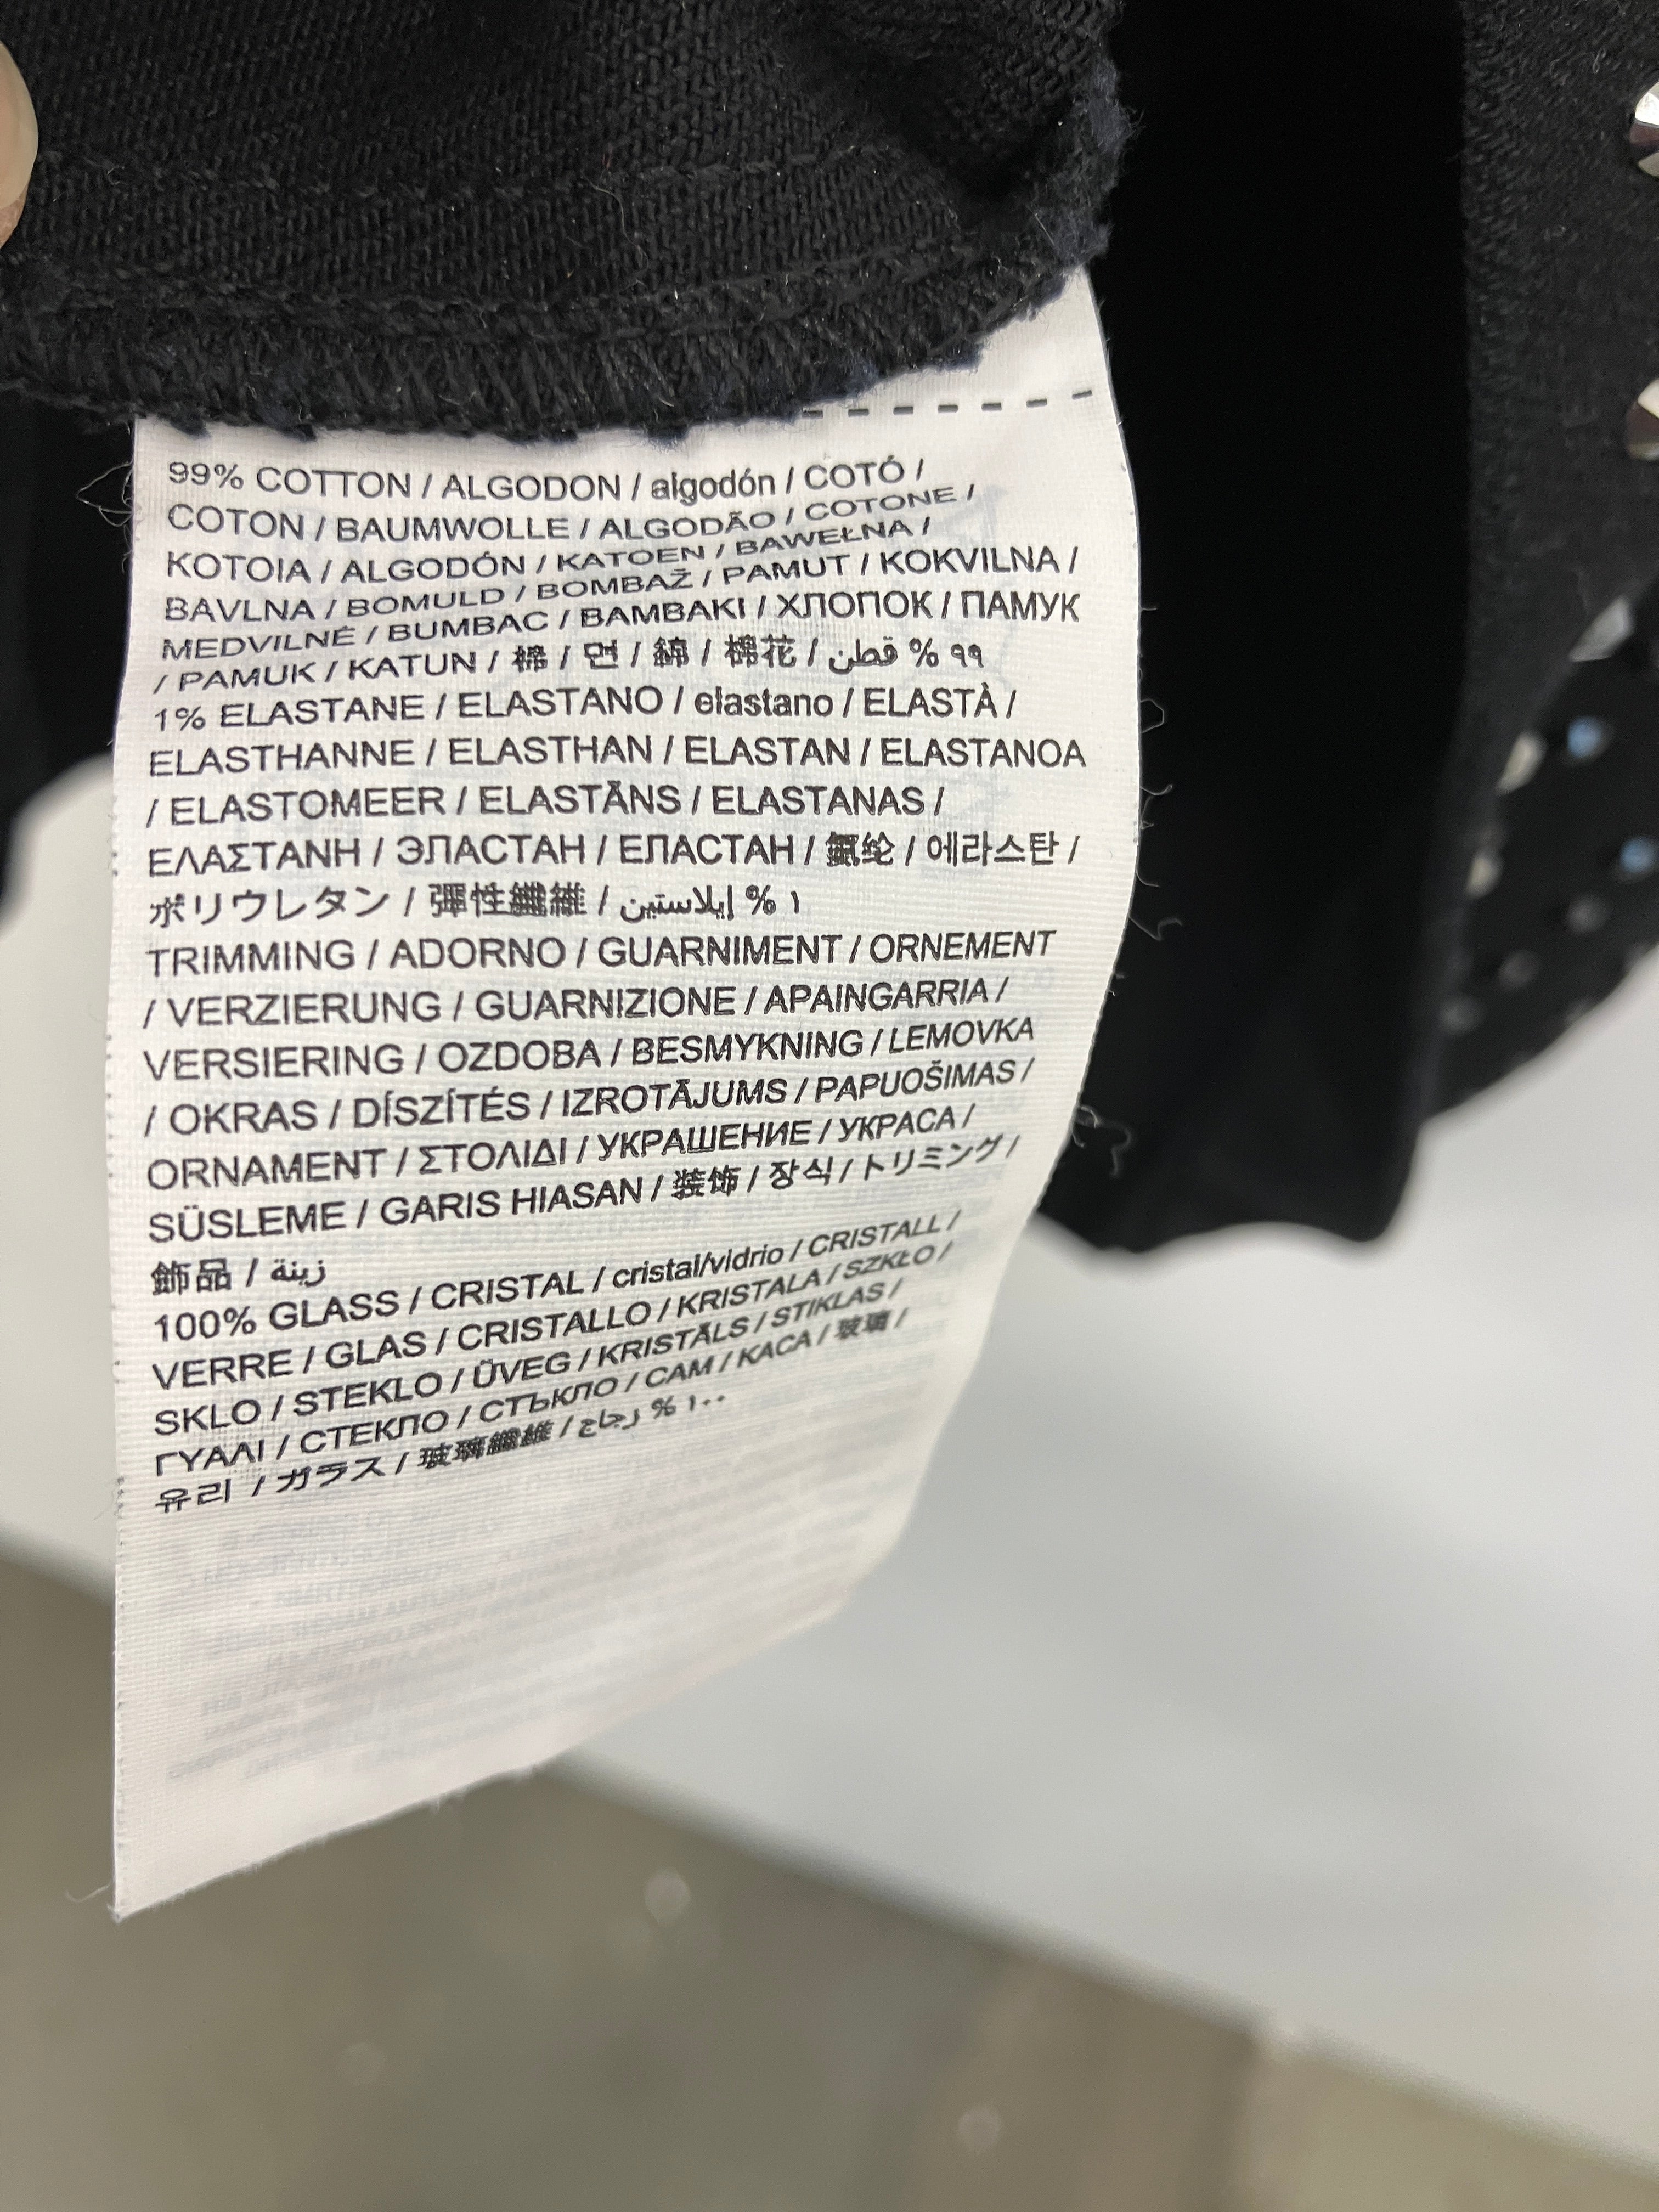 99% COTTON / ALGODON / algodón / COTÓ /
COTON / BAUMWOLLE / ALGODÃO / COTONE /
KOTOIA / ALGODÓN / KATOEN / BAWEŁNA /
BAVLNA / BOMULD / BOMBAŽ / PAMUT / KOKVILNA /
MEDVILNĖ / BUMBAC / BAMBAKI / ХЛОПОК / ПАМУК
/ PAMUK / KATUN / 棉 / 면 / 綿 / 棉花 / قطن % ٩٩
1% ELASTANE / ELASTANO / elastano / ELASTÀ /
ELASTHANNE / ELASTHAN / ELASTAN / ELASTANOA
/ ELASTOMEER / ELASTĀNS / ELASTANAS /
ΕΛΑΣΤΑΝΗ / ЭЛАСТАН / ЕЛАСТАН / 氨纶 / 에라스탄 /
ポリウレタン / 彈性纖維 / إيلاستين % ١
TRIMMING / ADORNO / GUARNIMENT / ORNEMENT
/ VERZIERUNG / GUARNIZIONE / APAINGARRIA /
VERSIERING / OZDOBA / BESMYKNING / LEMOVKA
/ OKRAS / DÍSZÍTÉS / IZROTĀJUMS / PAPUOŠIMAS /
ORNAMENT / ΣΤΟΛΙΔΙ / УКРАШЕНИЕ / УКРАСА /
SÜSLEME / GARIS HIASAN / 装饰 / 장식 / トリミング /
飾品 / زينة
100% GLASS / CRISTAL / cristal/vidrio / CRISTALL /
VERRE / GLAS / CRISTALLO / KRISTALA / SZKŁO /
SKLO / STEKLO / ÜVEG / KRISTĀLS / STIKLAS /
ΓΥΑΛΙ / СТЕКЛО / СТЪКЛО / CAM / KACA / 玻璃 /
유리 / ガラス / 玻璃纖維 / زجاج % ١٠٠